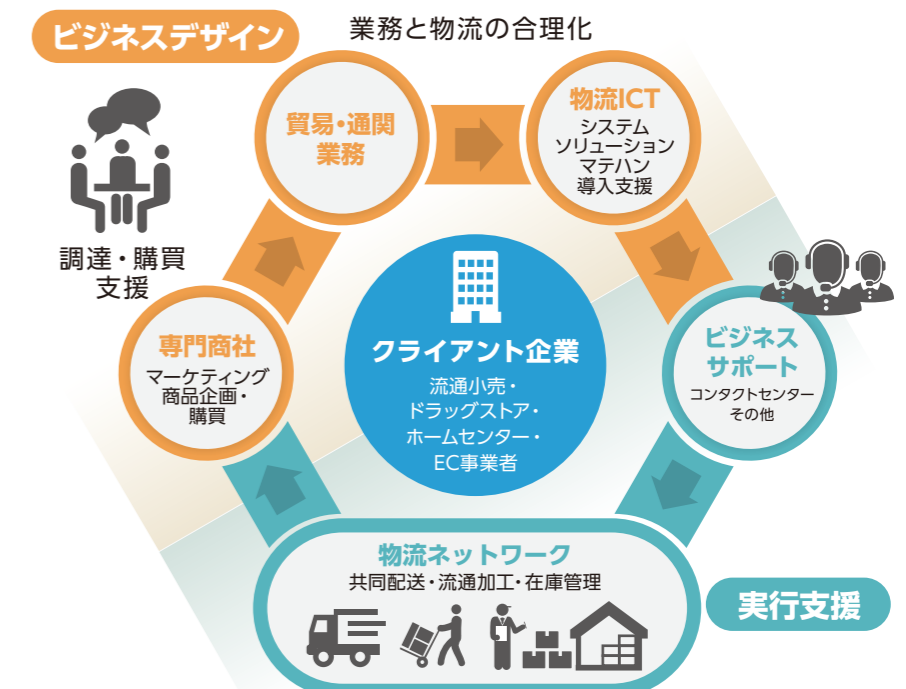 ビジネスデザイン
業務と物流の合理化
貿易・通関
業務
物流ICT
システム
ソリューション
マテハン
導入支援
調達・購買
支援
専門商社
マーケティング
商品企画・
購買
クライアント企業
流通小売・
ドラッグストア・
ホームセンター・
EC事業者
ビジネス
サポート
コンタクトセンター
その他
物流ネットワーク
共同配送・流通加工・在庫管理
実行支援